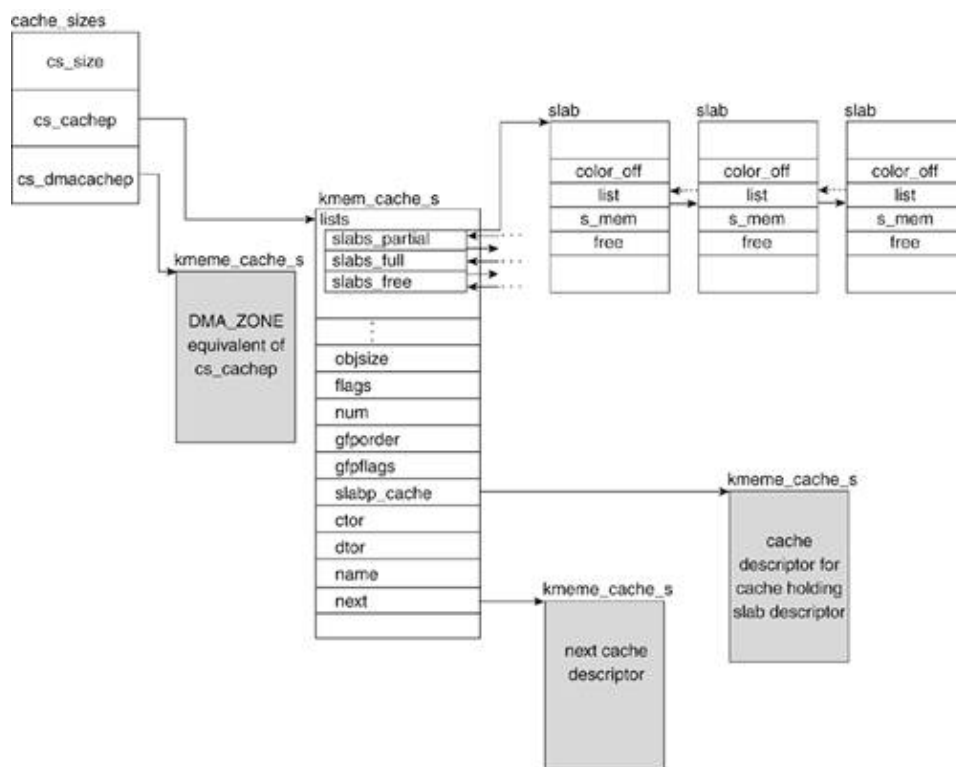 cache_sizes
cs_size
cs_cachep
cs_dmacachep
kmeme_cache_s
DMA_ZONE
equivalent of
cs_cachep
kmem_cache_s
lists
slabs_partial
slabs_full
slabs_free
objsize
flags
num
gfporder
gfpflags
slabp_cache
ctor
dtor
name
next
slab
color_off
list
s_mem
free
slab
color_off
list
s_mem
free
slab
color_off
list
s_mem
free
kmeme_cache_s
cache
descriptor for
cache holding
slab descriptor
kmeme_cache_s
next cache
descriptor